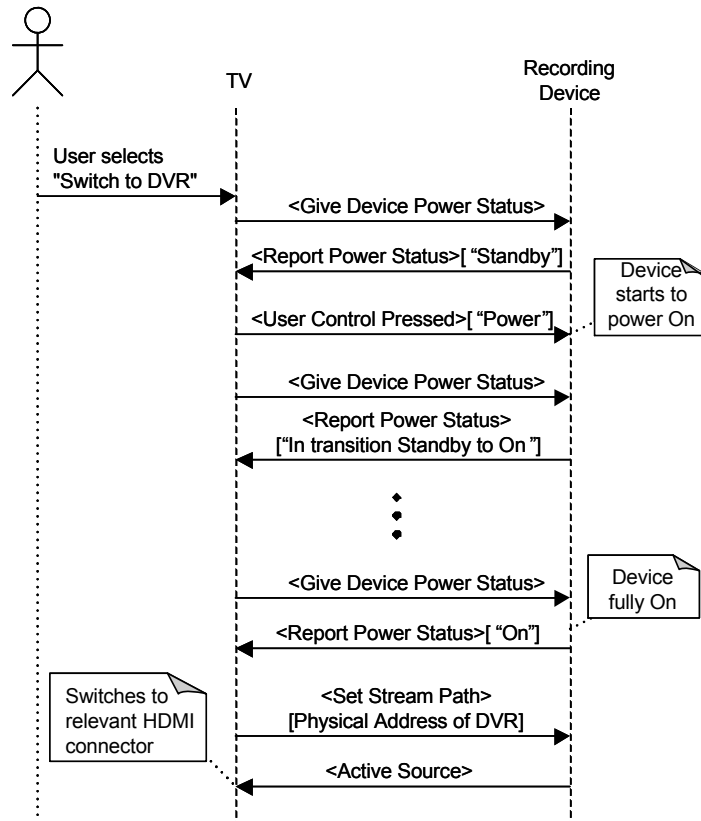 TV
Recording
Device
User selects
"Switch to DVR"
<Give Device Power Status>
<Report Power Status>[ “Standby”]
Device
starts to
power On
<User Control Pressed>[ “Power”]
<Give Device Power Status>
<Report Power Status>
[“In transition Standby to On ”]
<Give Device Power Status>
Device
fully On
<Report Power Status>[ “On”]
Switches to
relevant HDMI
connector
<Set Stream Path>
[Physical Address of DVR]
<Active Source>